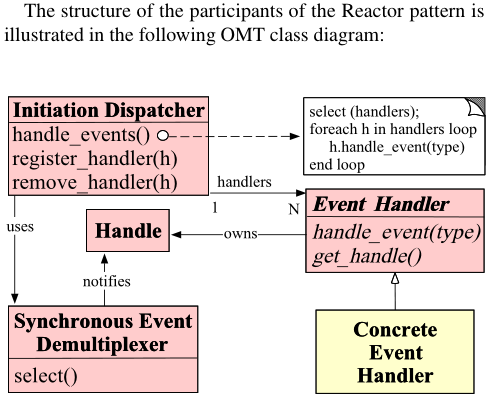 The structure of the participants of the Reactor pattern is
illustrated in the following OMT class diagram:
Initiation Dispatcher
handle_events()
register_handler(h)
remove_handler(h)
select (handlers);
foreach h in handlers loop
h.handle_event(type)
end loop
handlers
1
N
Event Handler
handle_event(type)
get_handle()
uses
Handle
owns
notifies
Synchronous Event
Demultiplexer
select()
Concrete
Event
Handler